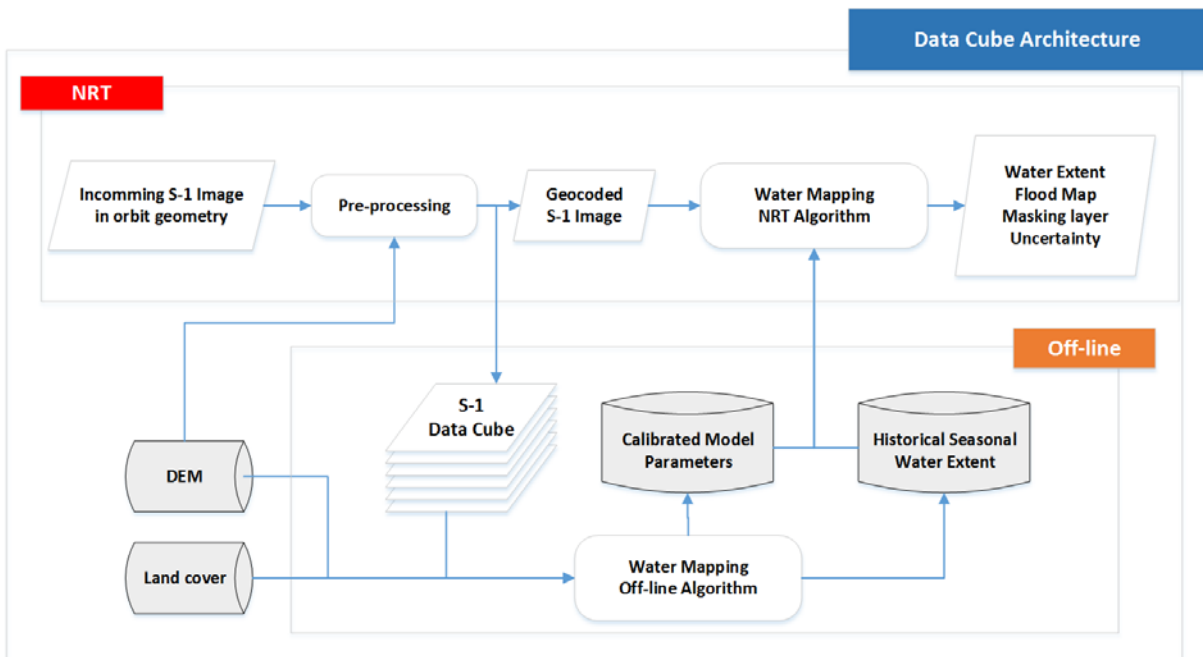 Data Cube Architecture
NRT
Incomming S-1 Image
in orbit geometry
Pre-processing
Geocoded
S-1 Image
Water Mapping
NRT Algorithm
Water Extent
Flood Map
Masking layer
Uncertainty
Off-line
S-1
Data Cube
Calibrated Model
Parameters
Historical Seasonal
Water Extent
DEM
Land cover
Water Mapping
Off-line Algorithm